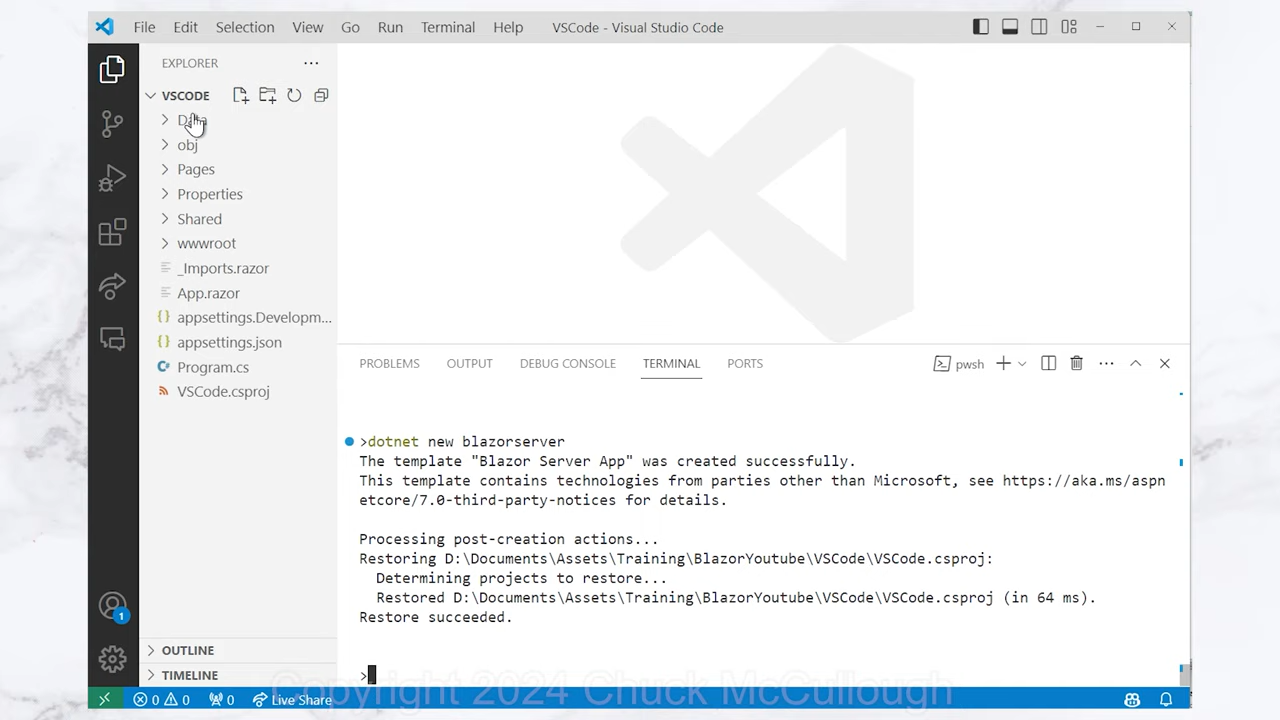 File Edit Selection View Go Run Terminal Help VSCode - Visual Studio Code
EXPLORER
VSCODE
Data
obj
Pages
Properties
Shared
wwwroot
_Imports.razor
App.razor
appsettings.Developm...
appsettings.json
Program.cs
VSCode.csproj
OUTLINE
TIMELINE
PROBLEMS OUTPUT DEBUG CONSOLE TERMINAL PORTS pwsh
>dotnet new blazorserver
The template "Blazor Server App" was created successfully.
This template contains technologies from parties other than Microsoft, see https://aka.ms/aspn
etcore/7.0-third-party-notices for details.
Processing post-creation actions...
Restoring D:\Documents\Assets\Training\BlazorYoutube\VSCode\VSCode.csproj:
Determining projects to restore...
Restored D:\Documents\Assets\Training\BlazorYoutube\VSCode\VSCode.csproj (in 64 ms).
Restore succeeded.
>
1
Copyright 2024 Chuck McCullough
0 0 0 Live Share